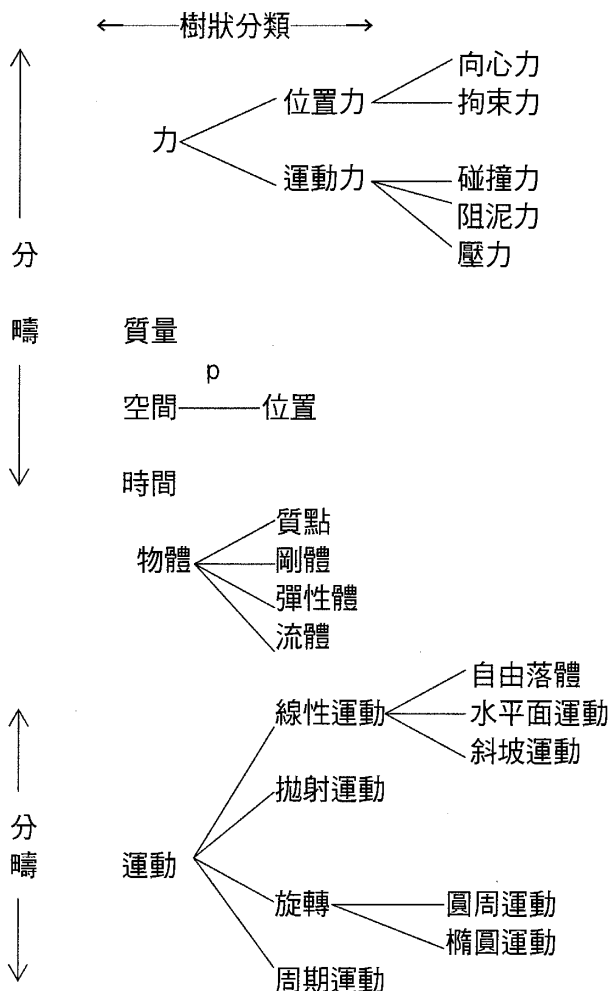 樹狀分類
向心力
位置力
拘束力
力
運動力
碰撞力
阻泥力
壓力
分
疇
質量
p
空間
位置
時間
質點
物體
剛體
彈性體
流體
自由落體
線性運動
水平面運動
斜坡運動
拋射運動
分
疇
運動
旋轉
圓周運動
橢圓運動
周期運動